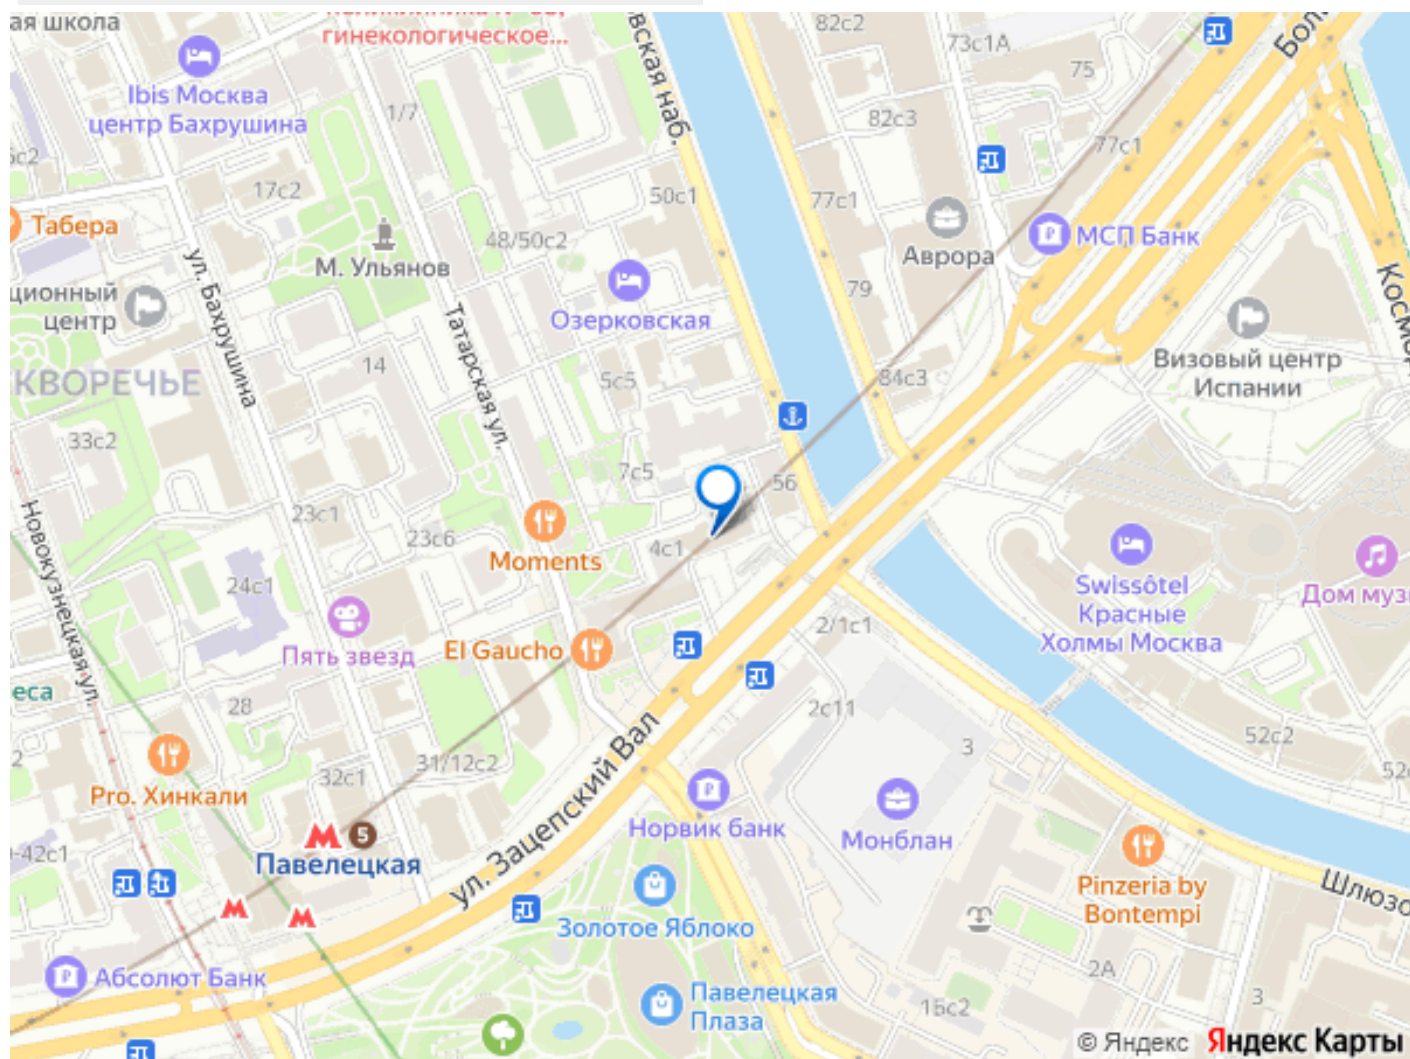 ая школа
гинекологическое...
вская наб.
82с2
73с1А
75
Ibis Москва
центр Бахрушина
1/7
82с3
77с1
17с2
50с1
77с1
Табера
ул. Бахрушина
М. Ульянов
48/50с2
Аврора
МСП Банк
ционный
центр
Озерковская
79
Визовый центр
Испании
КВОРЕЧЬЕ
14
Татарская ул.
5с5
84с3
33с2
7с5
56
Новокузнецкая ул.
23с1
23с6
Moments
4с1
24с1
Swissôtel
Красные
Холмы Москва
Дом муз
Пять звезд
El Gaucho
2/1с1
еса
28
2с11
3
52с2
2
Pro. Хинкали
32с1
31/12с2
ул. Зацепский Вал
Норвик банк
Монблан
5
Павелецкая
-42с1
Золотое Яблоко
Pinzeria by
Bontempi
Шлюзо
Абсолют Банк
Павелецкая
Плаза
2А
3
© Яндекс Яндекс Карты